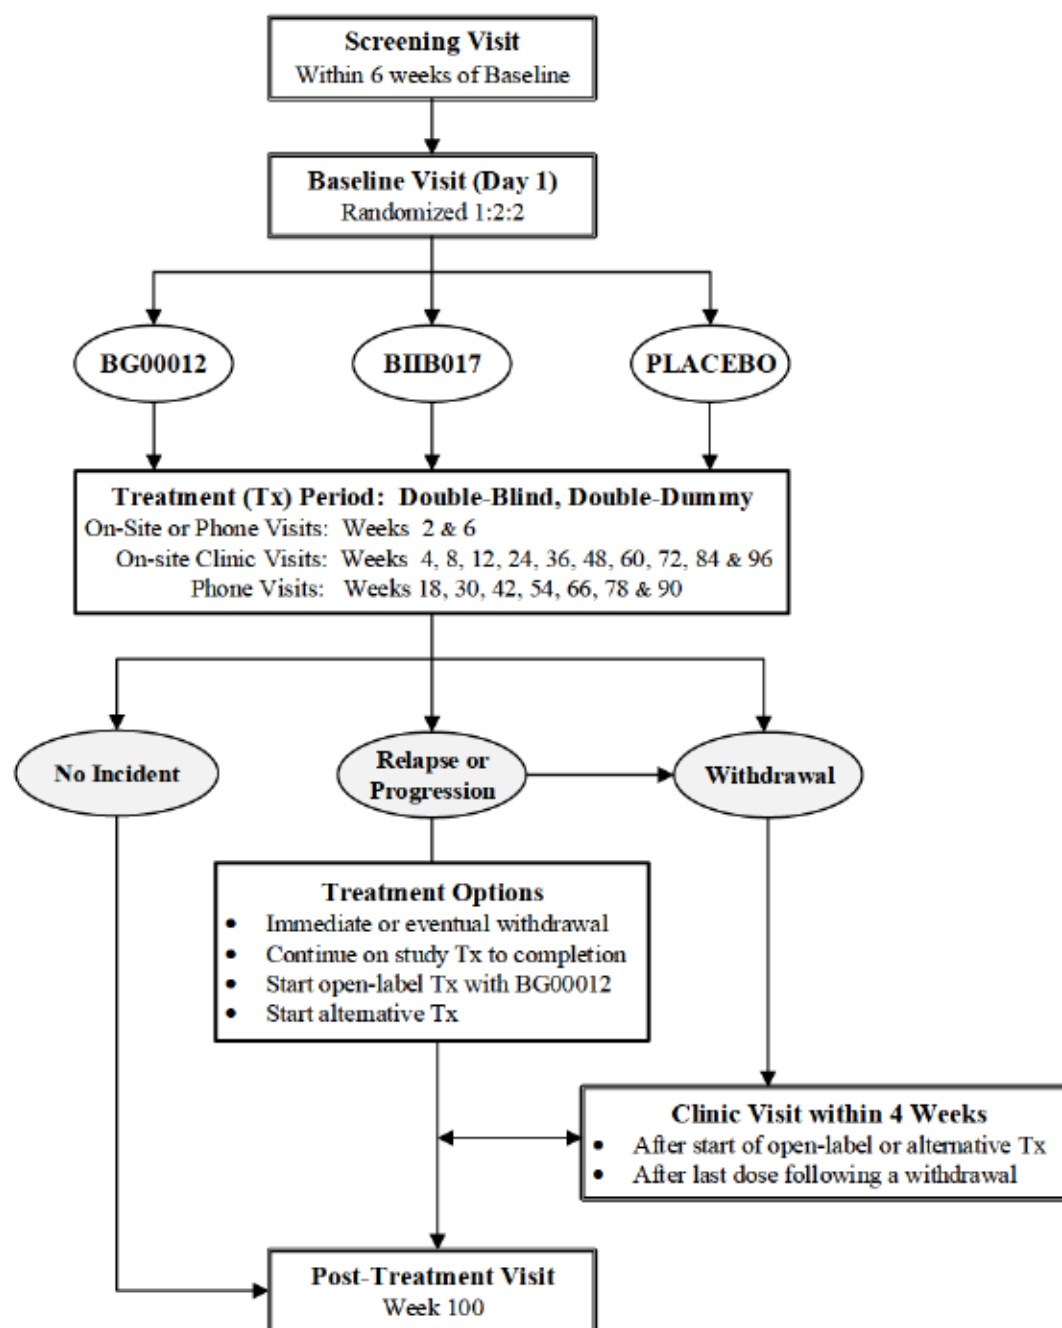 Screening Visit
Within 6 weeks of Baseline
Baseline Visit (Day 1)
Randomized 1:2:2
BG00012
BIIB017
PLACEBO
Treatment (Tx) Period: Double-Blind, Double-Dummy
On-Site or Phone Visits: Weeks 2 & 6
On-site Clinic Visits: Weeks 4, 8, 12, 24, 36, 48, 60, 72, 84 & 96
Phone Visits: Weeks 18, 30, 42, 54, 66, 78 & 90
No Incident
Relapse or
Progression
Withdrawal
Treatment Options
• Immediate or eventual withdrawal
• Continue on study Tx to completion
• Start open-label Tx with BG00012
• Start alternative Tx
Clinic Visit within 4 Weeks
• After start of open-label or alternative Tx
• After last dose following a withdrawal
Post-Treatment Visit
Week 100